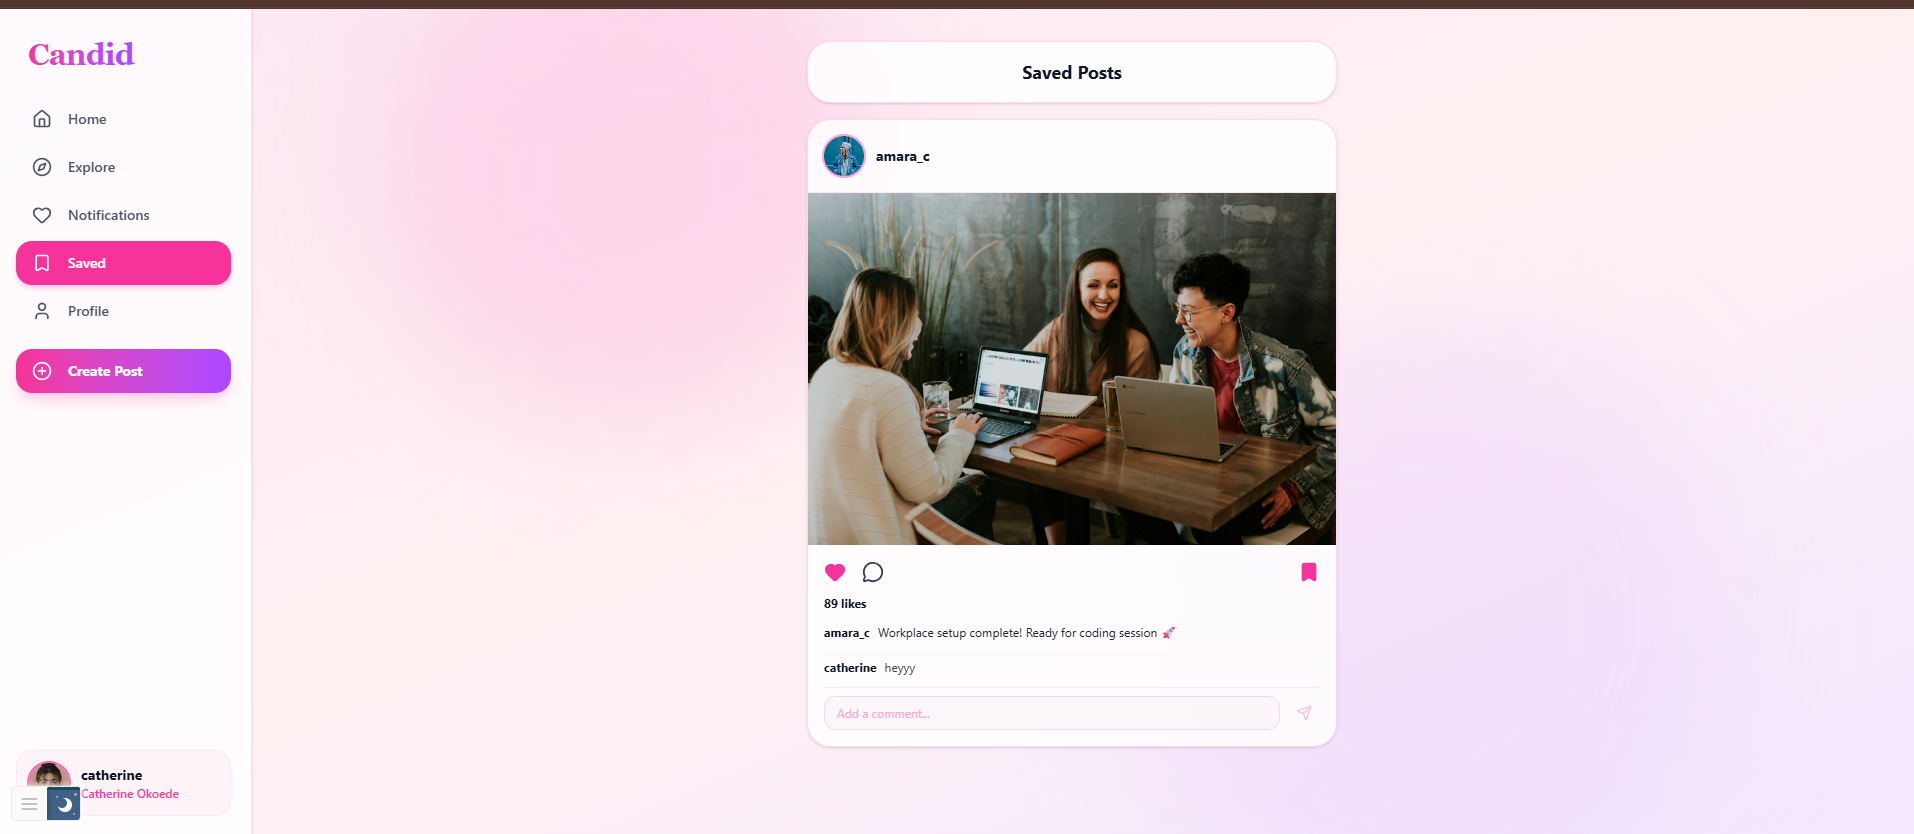 Candid
Home
Explore
Notifications
Saved
Profile
Create Post
catherine
Catherine Okoede
Saved Posts
amara_c
89 likes
amara_c Workplace setup complete! Ready for coding session 🚀
catherine heyyy
Add a comment...